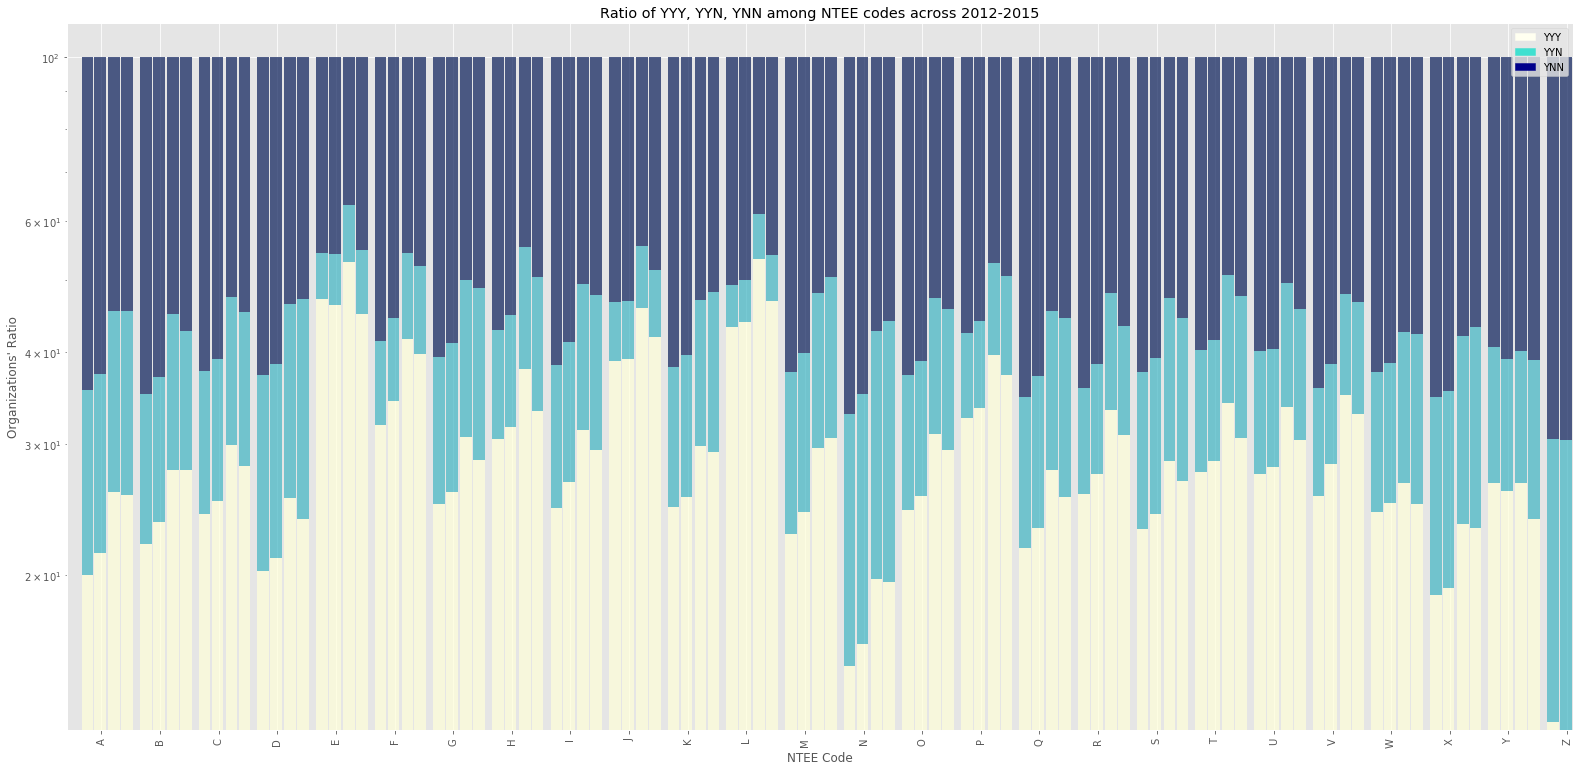 Ratio of YYY, YYN, YNN among NTEE codes across 2012-2015
YYY
YYN
YNN
10²
6 × 10¹
4 × 10¹
3 × 10¹
2 × 10¹
Organizations' Ratio
A B C D E F G H I J K L M N O P Q R S T U V W X Y Z
NTEE Code